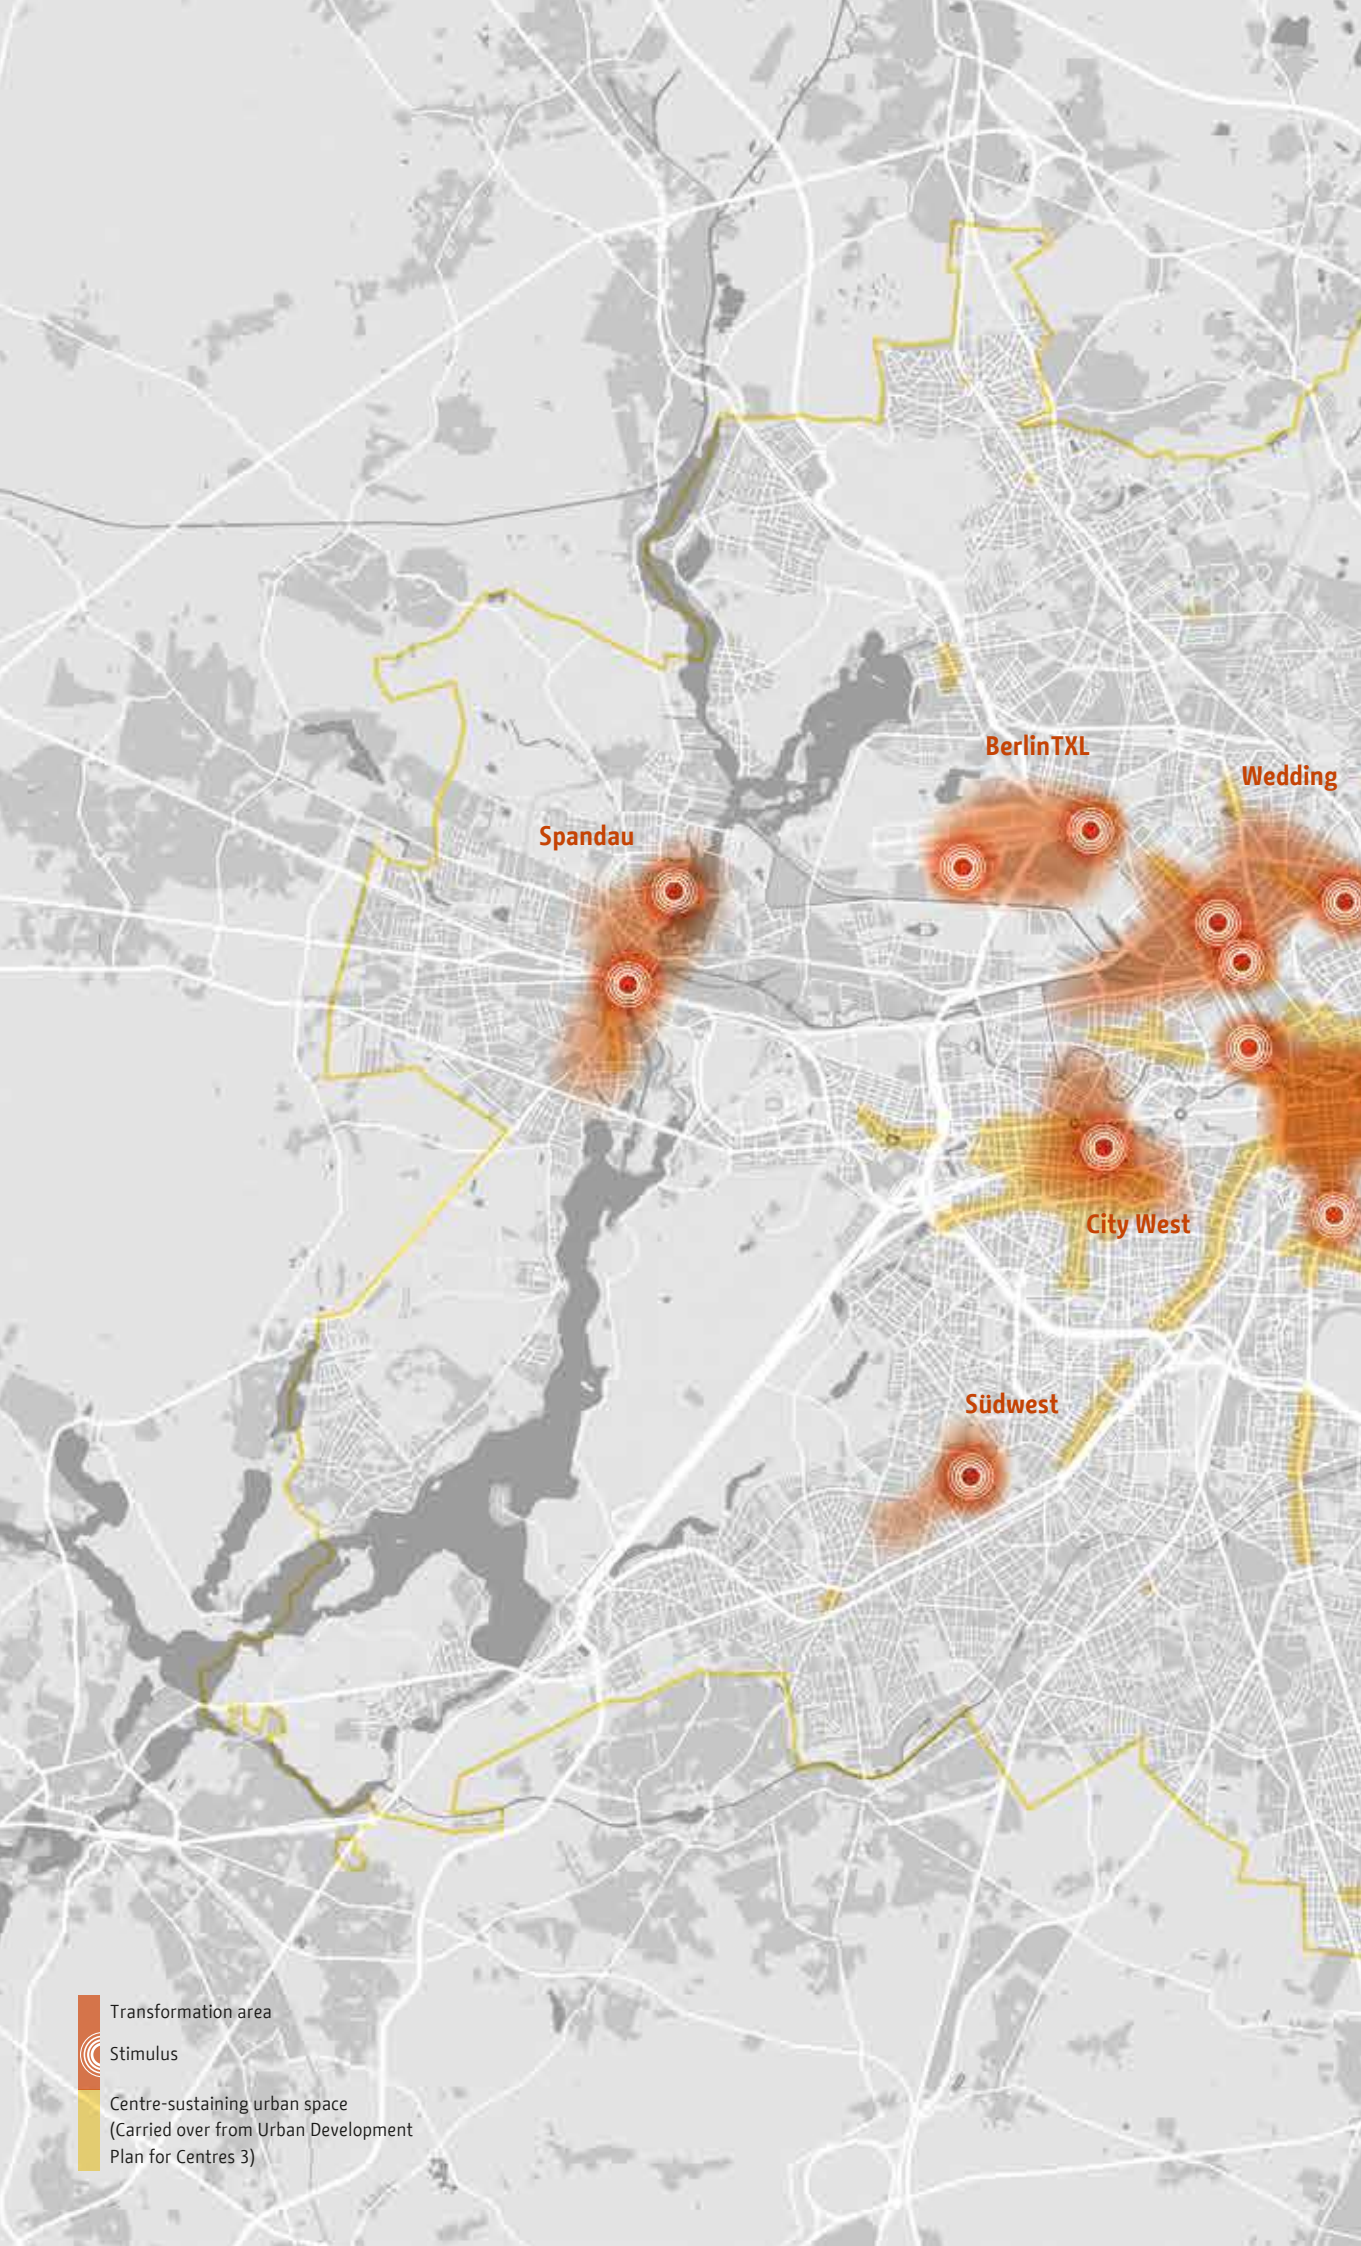 BerlinTXL
Wedding
Spandau
City West
Südwest
Transformation area
Stimulus
Centre-sustaining urban space
(Carried over from Urban Development
Plan for Centres 3)